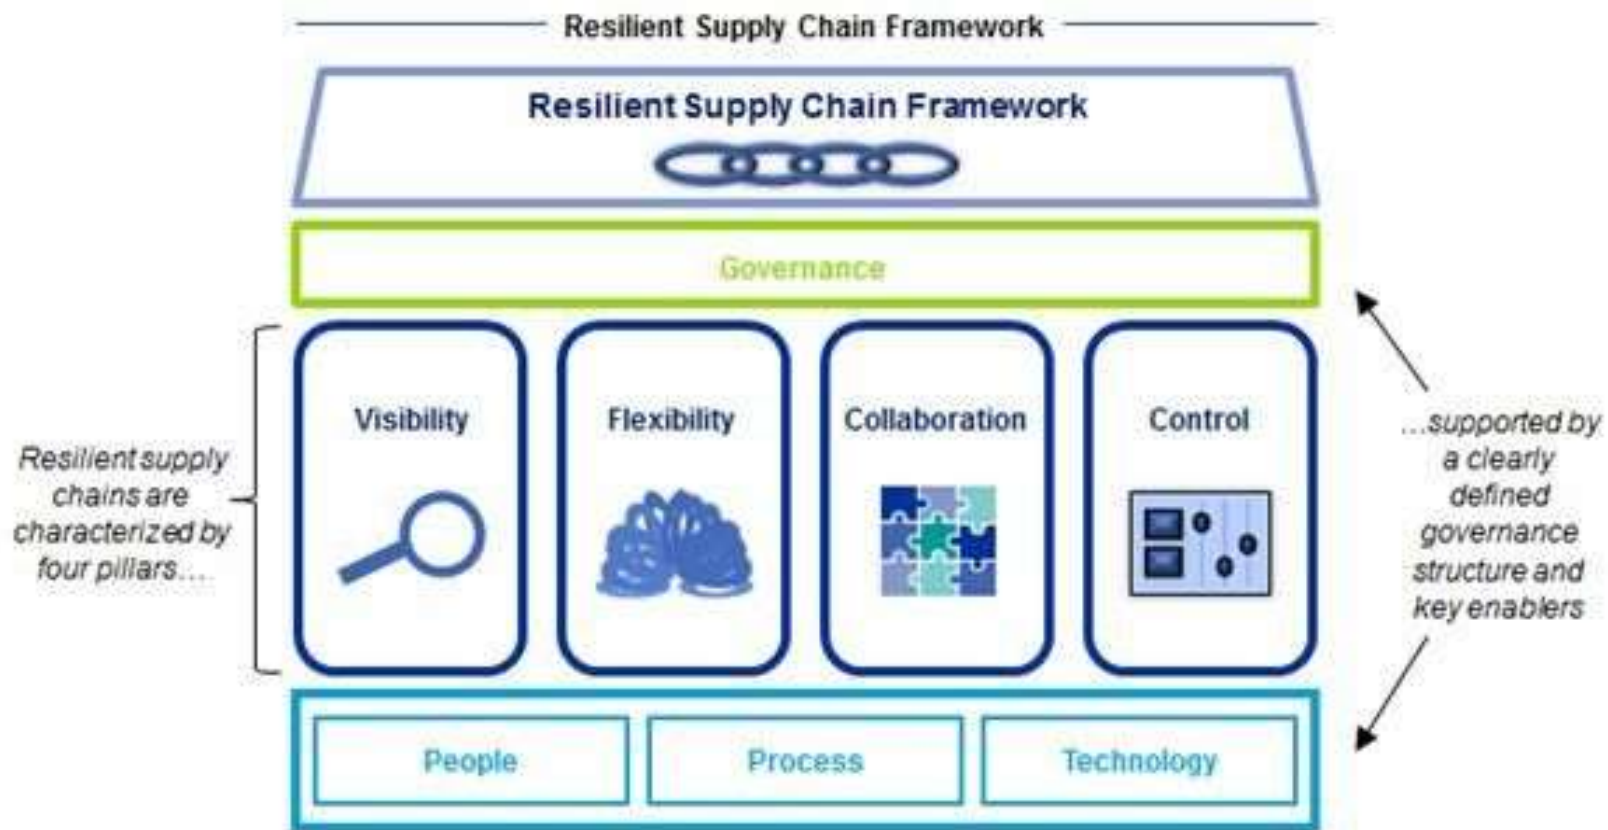 Resilient Supply Chain Framework
Resilient Supply Chain Framework
Governance
Resilient supply
chains are
characterized by
four pillars….
Visibility
Flexibility
Collaboration
Control
…supported by
a clearly
defined
governance
structure and
key enablers
People
Process
Technology